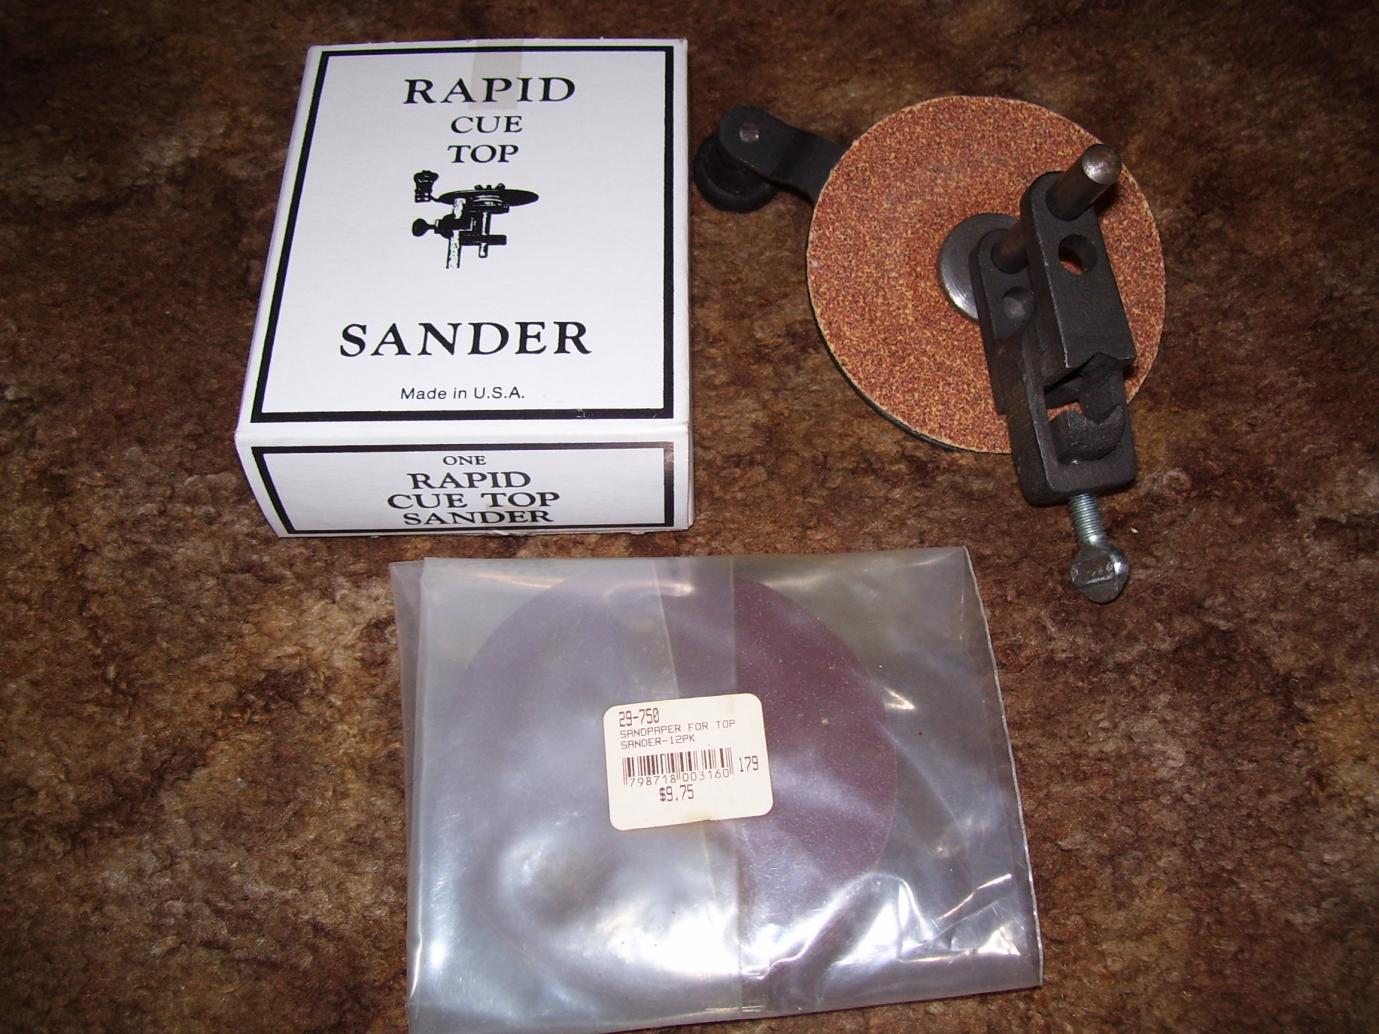 RAPID
CUE
TOP
SANDER
Made in U.S.A.
ONE
RAPID
CUE TOP
SANDER
29-750
SANDPAPER FOR TOP
SANDER-12PK
798718 003160 179
$9.75